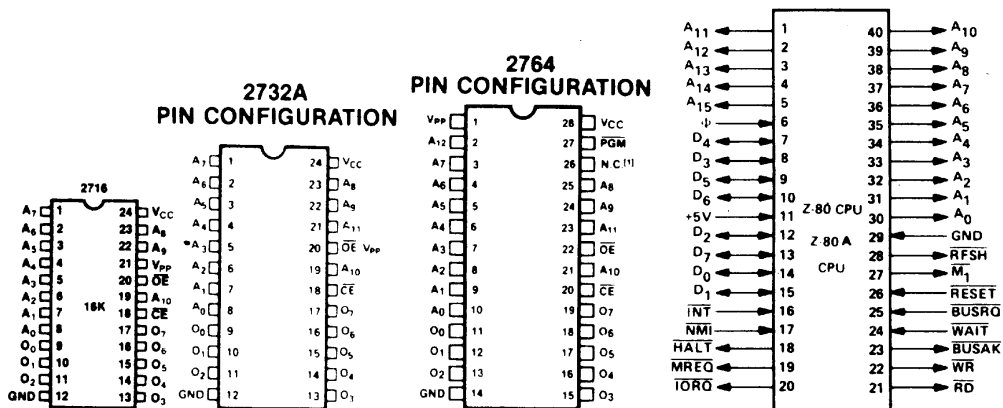 2716
A7 1 24 VCC
A6 2 23 A8
A5 3 22 A9
A4 4 21 VPP
A3 5 20 OE
A2 6 19 A10
A1 7 16K 18 CE
A0 8 17 O7
O0 9 16 O6
O1 10 15 O5
O2 11 14 O4
GND 12 13 O3
2732A
PIN CONFIGURATION
A7 1 24 VCC
A6 2 23 A8
A5 3 22 A9
A4 4 21 A11
A3 5 20 OE VPP
A2 6 19 A10
A1 7 18 CE
A0 8 17 O7
O0 9 16 O6
O1 10 15 O5
O2 11 14 O4
GND 12 13 O3
2764
PIN CONFIGURATION
VPP 1 28 VCC
A12 2 27 PGM
A7 3 26 N.C.[1]
A6 4 25 A8
A5 5 24 A9
A4 6 23 A11
A3 7 22 OE
A2 8 21 A10
A1 9 20 CE
A0 10 19 O7
O0 11 18 O6
O1 12 17 O5
O2 13 16 O4
GND 14 15 O3
A11 1 40 A10
A12 2 39 A9
A13 3 38 A8
A14 4 37 A7
A15 5 36 A6
Φ 6 35 A5
D4 7 34 A4
D3 8 33 A3
D5 9 32 A2
D6 10 31 A1
+5V 11 Z-80 CPU 30 A0
D2 12 29 GND
D7 13 Z-80 A 28 RFSH
D0 14 CPU 27 M1
D1 15 26 RESET
INT 16 25 BUSRQ
NMI 17 24 WAIT
HALT 18 23 BUSAK
MREQ 19 22 WR
IORQ 20 21 RD